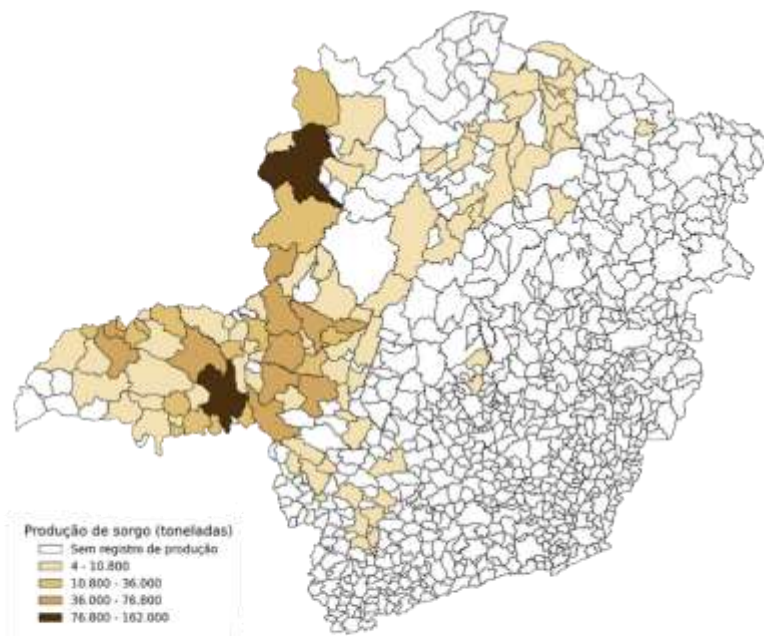 Produção de sorgo (toneladas)
Sem registro de produção
4 - 10.800
10.800 - 36.000
36.000 - 76.800
76.800 - 162.000